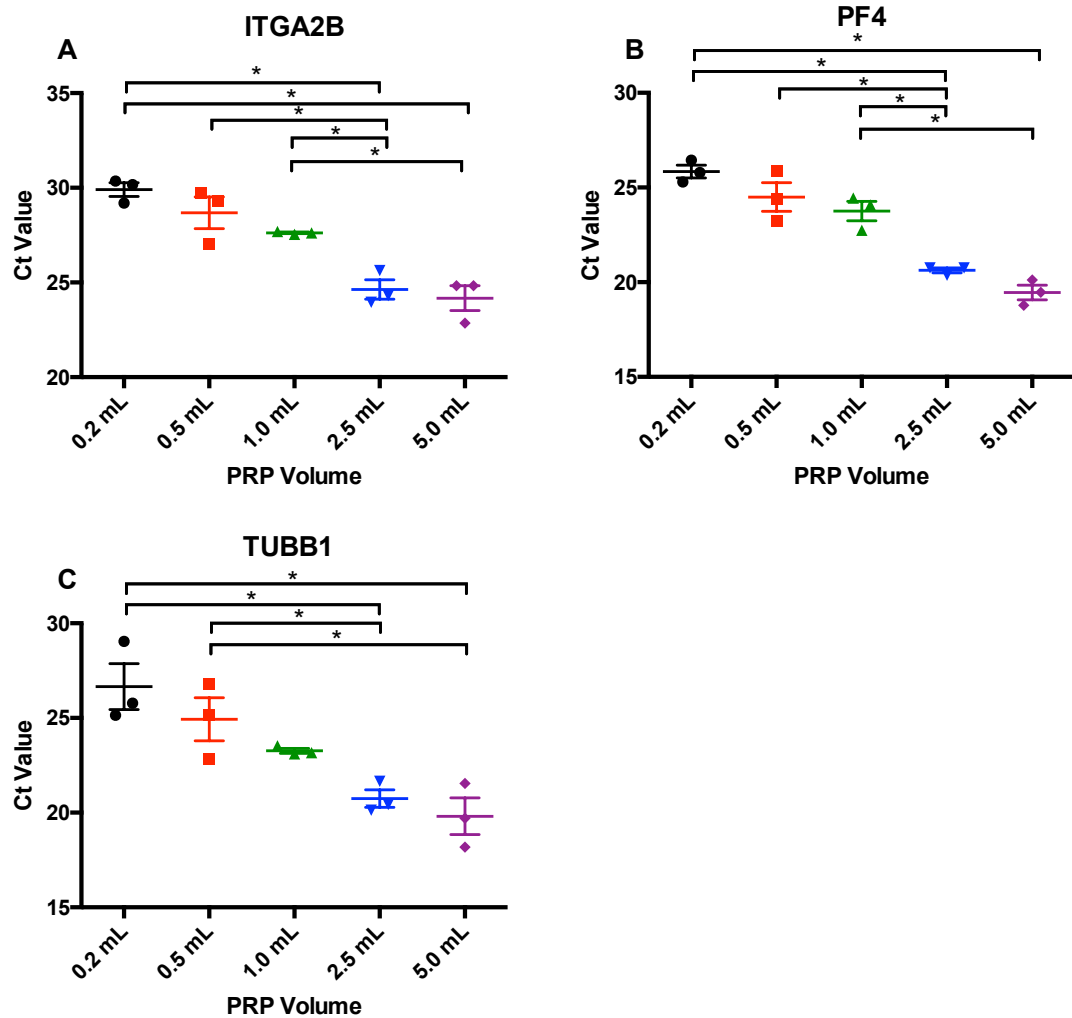 ITGA2B
A
*
*
*
*
*
35
30
25
20
Ct Value
0.2 mL
0.5 mL
1.0 mL
2.5 mL
5.0 mL
PRP Volume
PF4
B
*
*
*
*
*
30
25
20
15
Ct Value
0.2 mL
0.5 mL
1.0 mL
2.5 mL
5.0 mL
PRP Volume
TUBB1
C
*
*
*
*
30
25
20
15
Ct Value
0.2 mL
0.5 mL
1.0 mL
2.5 mL
5.0 mL
PRP Volume